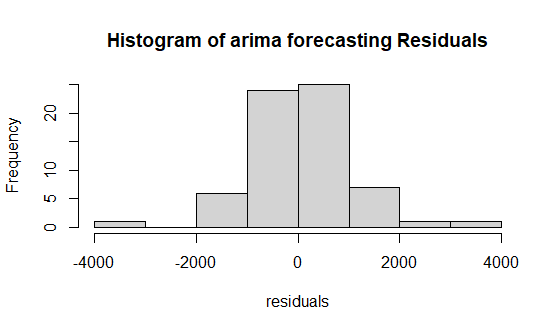 Histogram of arima forecasting Residuals
Frequency
20
10
5
0
-4000 -2000 0 2000 4000
residuals